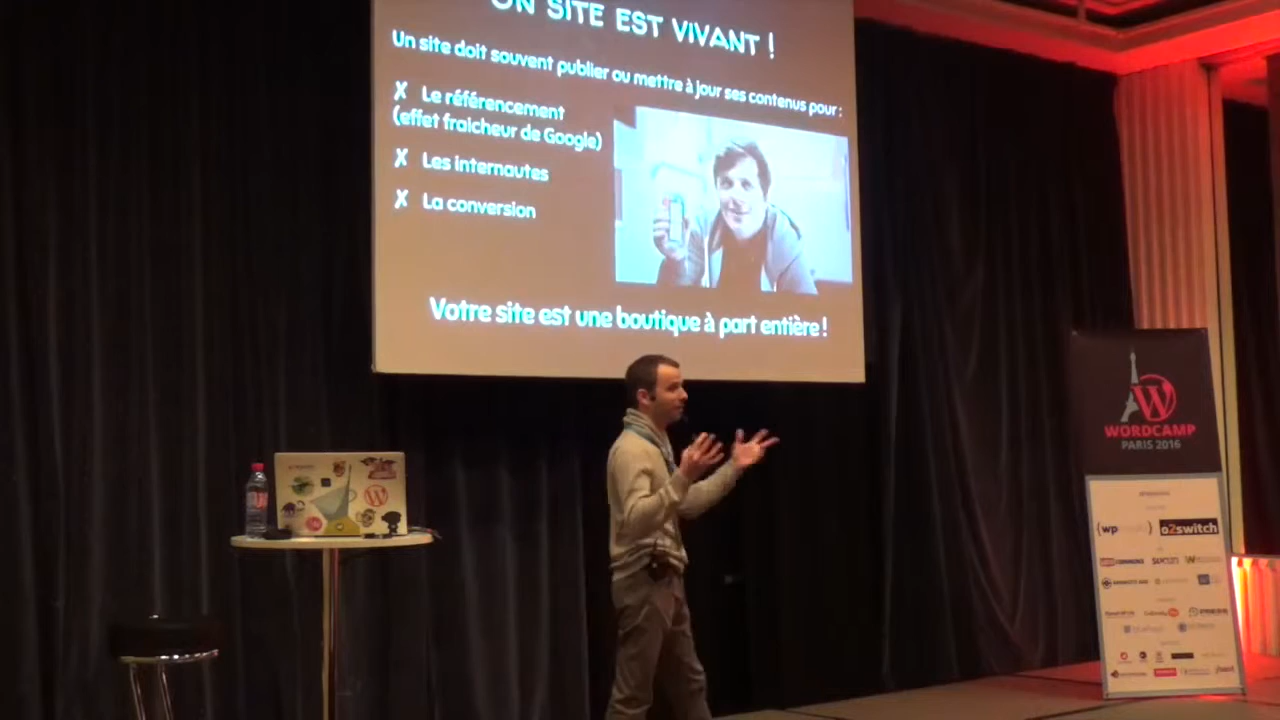 UN SITE EST VIVANT !
Un site doit souvent publier ou mettre à jour ses contenus pour :
✗ Le référencement
(effet fraicheur de Google)
✗ Les internautes
✗ La conversion
Votre site est une boutique à part entière !
W
WORDCAMP
PARIS 2016
(wp
o2switch